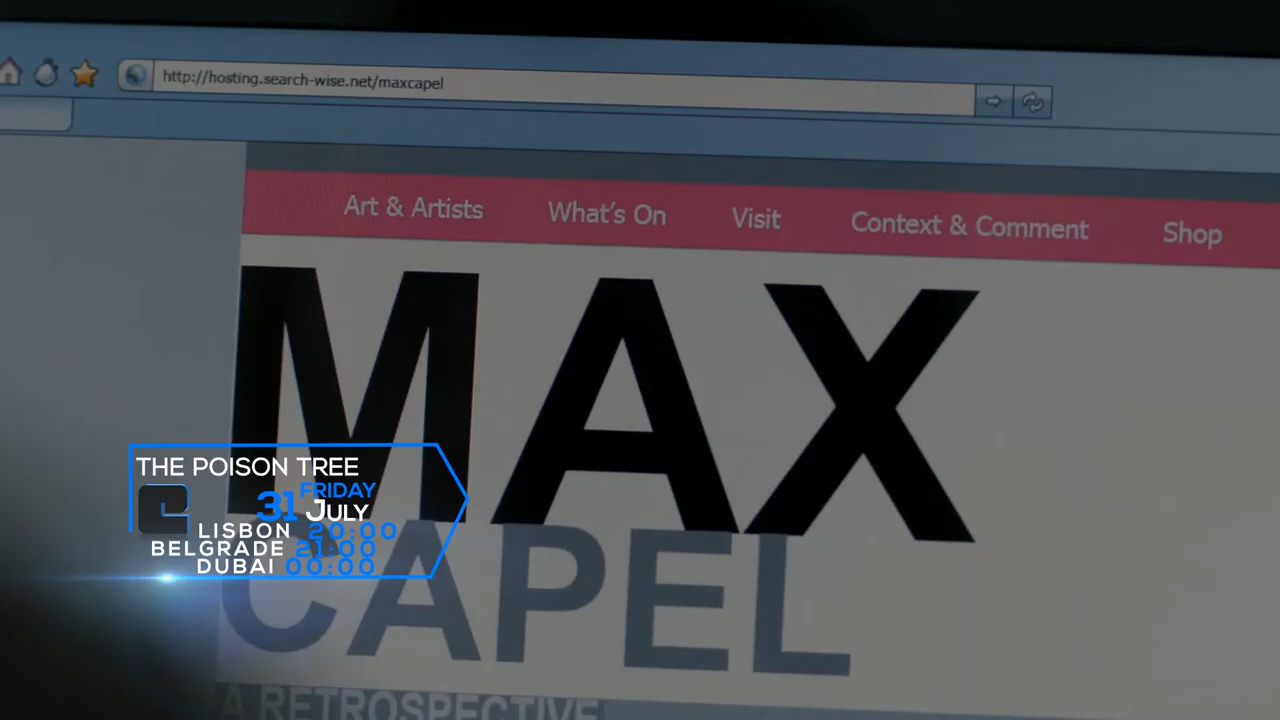 http://hosting.search-wise.net/maxcapel
Art & Artists What's On Visit Context & Comment Shop
MAX
CAPEL
A RETROSPECTIVE
THE POISON TREE
31 FRIDAY
JULY
LISBON 20:00
BELGRADE 21:00
DUBAI 00:00